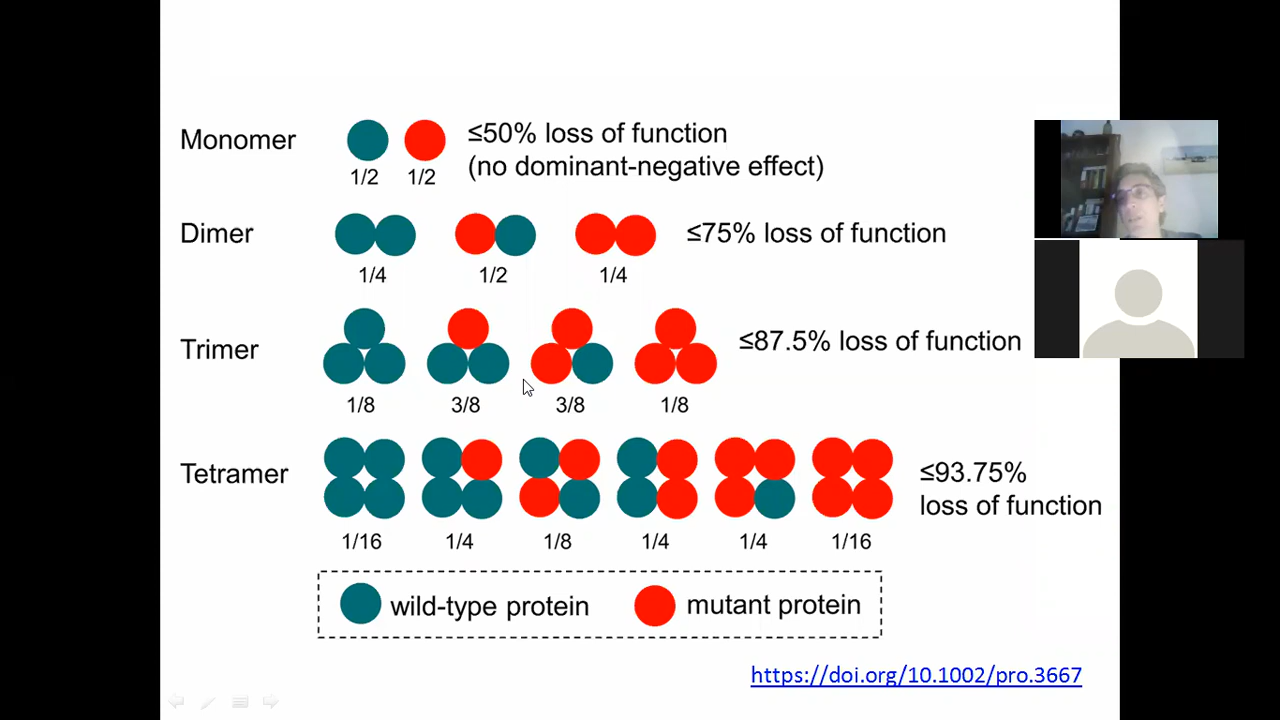 Monomer
≤50% loss of function
(no dominant-negative effect)
1/2 1/2
Dimer
≤75% loss of function
1/4 1/2 1/4
Trimer
≤87.5% loss of function
1/8 3/8 3/8 1/8
Tetramer
≤93.75%
loss of function
1/16 1/4 1/8 1/4 1/4 1/16
wild-type protein mutant protein
https://doi.org/10.1002/pro.3667